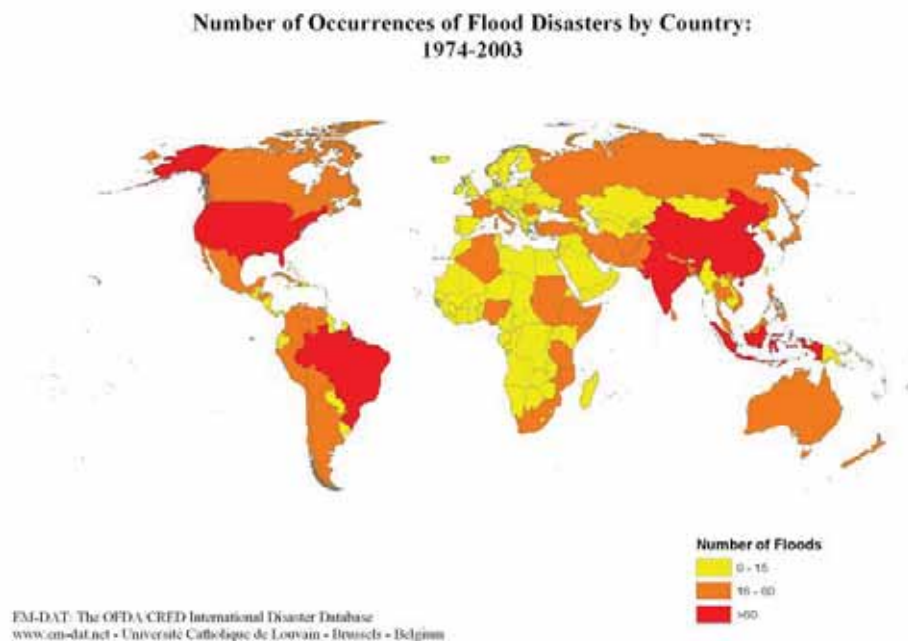 Number of Occurrences of Flood Disasters by Country:
1974-2003
Number of Floods
0 - 15
16 - 60
>60
EM-DAT: The OFDA/CRED International Disaster Database
www.em-dat.net - Université Catholique de Louvain - Brussels - Belgium